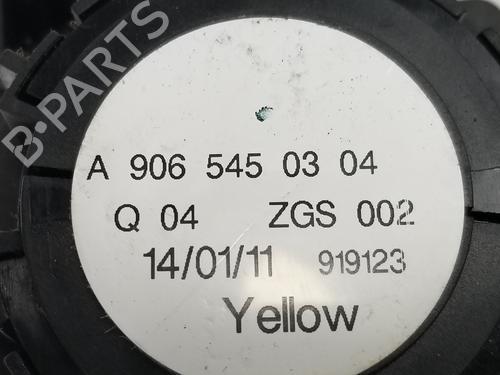 B-PARTS
A 906 545 03 04
Q 04 ZGS 002
14/01/11 919123
Yellow